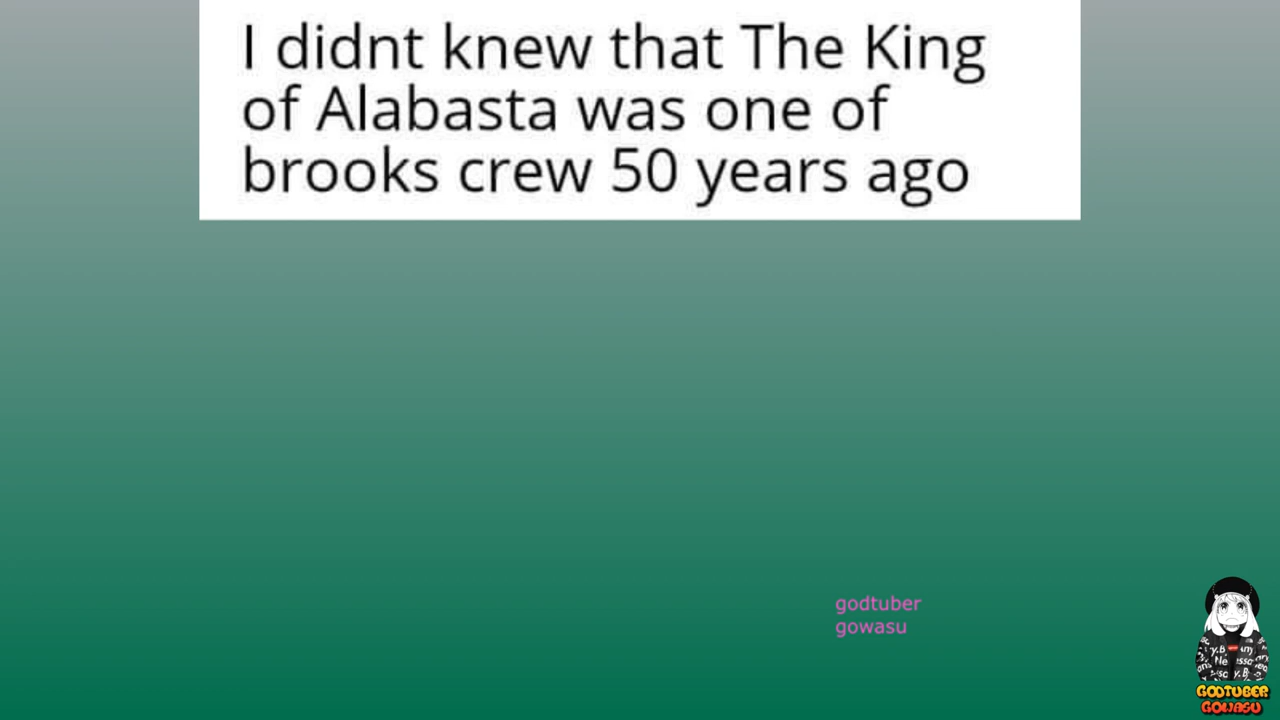 I didnt knew that The King
of Alabasta was one of
brooks crew 50 years ago
godtuber
gowasu
GODTUBER
GOWASU